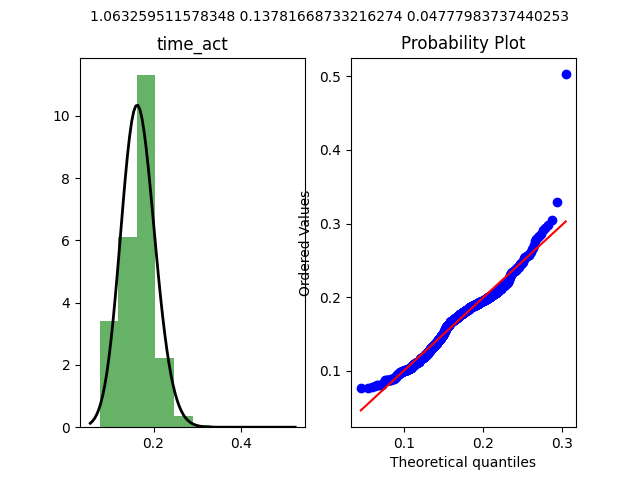 1.063259511578348 0.13781668733216274 0.04777983737440253
time_act
10
8
6
4
2
0
0.2 0.4
Probability Plot
Ordered Values
0.5
0.4
0.3
0.2
0.1
0.1 0.2 0.3
Theoretical quantiles